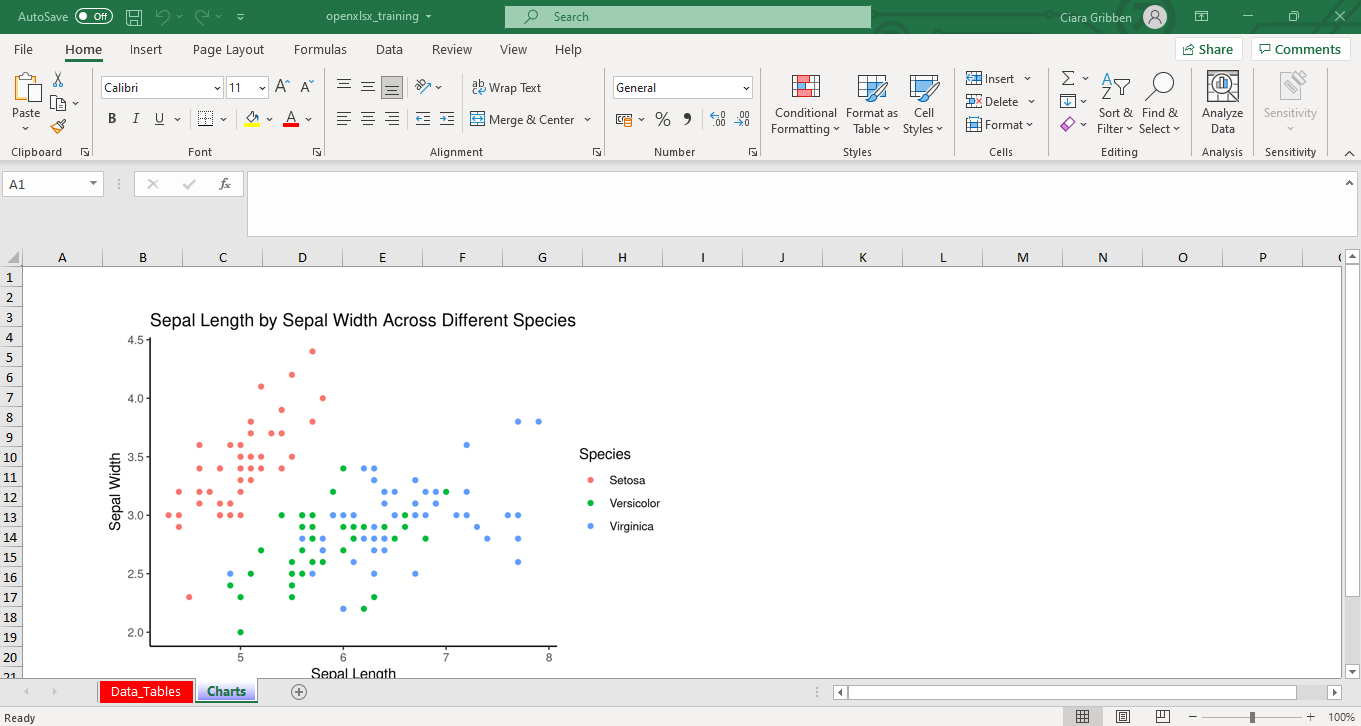 AutoSave Off openxlsx_training Search Ciara Gribben
File Home Insert Page Layout Formulas Data Review View Help Share Comments
Paste
Clipboard
Calibri 11
B I U A
Font
Wrap Text
Merge & Center
Alignment
General
%
Number
Conditional Formatting
Format as Table
Cell Styles
Styles
Insert
Delete
Format
Cells
Sort & Filter
Find & Select
Editing
Analyze Data
Analysis
Sensitivity
Sensitivity
A1 fx
A B C D E F G H I J K L M N O P
1
2
3
4
5
6
7
8
9
10
11
12
13
14
15
16
17
18
19
20
21
Sepal Length by Sepal Width Across Different Species
4.5
4.0
3.5
3.0
2.5
2.0
Sepal Width
5 6 7 8
Sepal Length
Species
Setosa
Versicolor
Virginica
Data_Tables Charts
Ready 100%